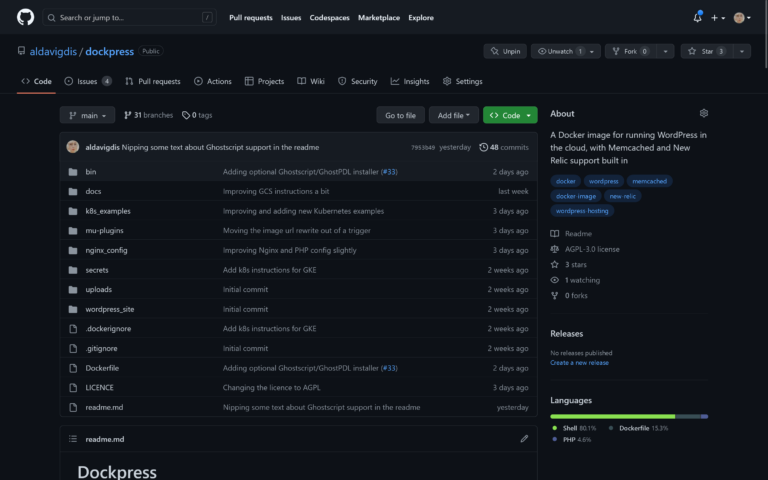 Search or jump to... /
Pull requests Issues Codespaces Marketplace Explore
aldavigdis / dockpress Public
Unpin Unwatch 1 Fork 0 Star 3
Code Issues 4 Pull requests Actions Projects Wiki Security Insights Settings
main 31 branches 0 tags Go to file Add file Code
aldavigdis Nipping some text about Ghostscript support in the readme 7953549 yesterday 48 commits
bin Adding optional Ghostscript/GhostPDL installer (#33) 2 days ago
docs Improving GCS instructions a bit last week
k8s_examples Improving and adding new Kubernetes examples 3 days ago
mu-plugins Moving the image url rewrite out of a trigger 3 days ago
nginx_config Improving Nginx and PHP config slightly 3 days ago
secrets Add k8s instructions for GKE 2 weeks ago
uploads Initial commit 2 weeks ago
wordpress_site Initial commit 2 weeks ago
.dockerignore Add k8s instructions for GKE 2 weeks ago
.gitignore Initial commit 2 weeks ago
Dockerfile Adding optional Ghostscript/GhostPDL installer (#33) 2 days ago
LICENCE Changing the licence to AGPL 3 days ago
readme.md Nipping some text about Ghostscript support in the readme yesterday
readme.md
Dockpress
About
A Docker image for running WordPress in
the cloud, with Memcached and New
Relic support built in
docker wordpress memcached
docker image new relic
wordpress hosting
Readme
AGPL-3.0 license
3 stars
1 watching
0 forks
Releases
No releases published
Create a new release
Languages
Shell 80.1% Dockerfile 15.3%
PHP 4.6%